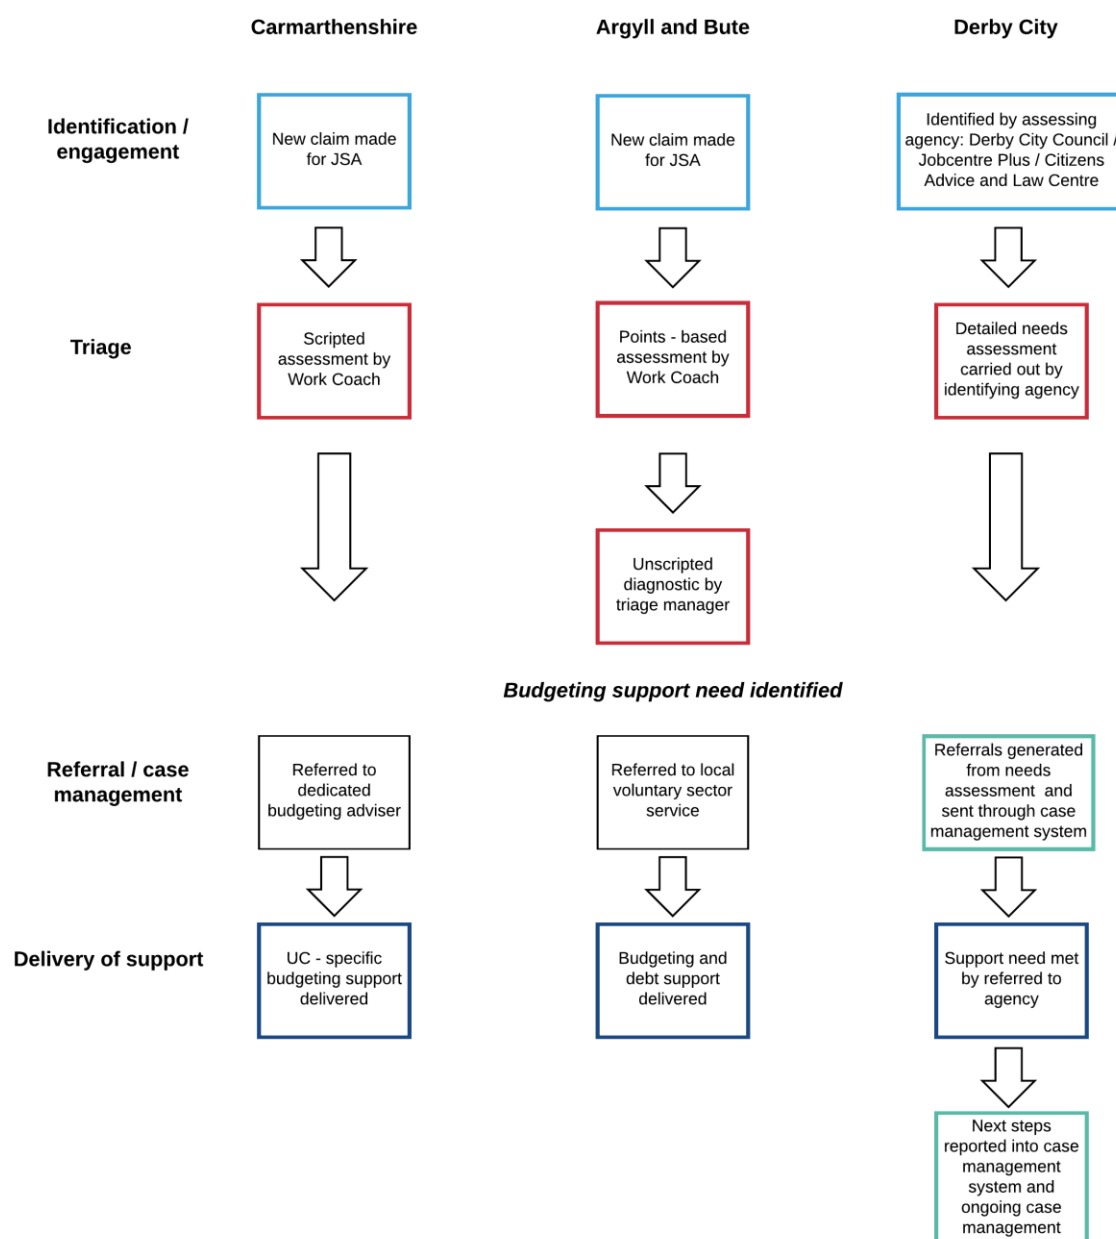 Carmarthenshire
Argyll and Bute
Derby City
Identification /
engagement
New claim made
for JSA
New claim made
for JSA
Identified by assessing
agency: Derby City Council /
Jobcentre Plus / Citizens
Advice and Law Centre
Triage
Scripted
assessment by
Work Coach
Points - based
assessment by
Work Coach
Detailed needs
assessment
carried out by
identifying agency
Unscripted
diagnostic by
triage manager
Budgeting support need identified
Referral / case
management
Referred to
dedicated
budgeting adviser
Referred to local
voluntary sector
service
Referrals generated
from needs
assessment and
sent through case
management system
Delivery of support
UC - specific
budgeting support
delivered
Budgeting and
debt support
delivered
Support need met
by referred to
agency
Next steps
reported into case
management
system and
ongoing case
management